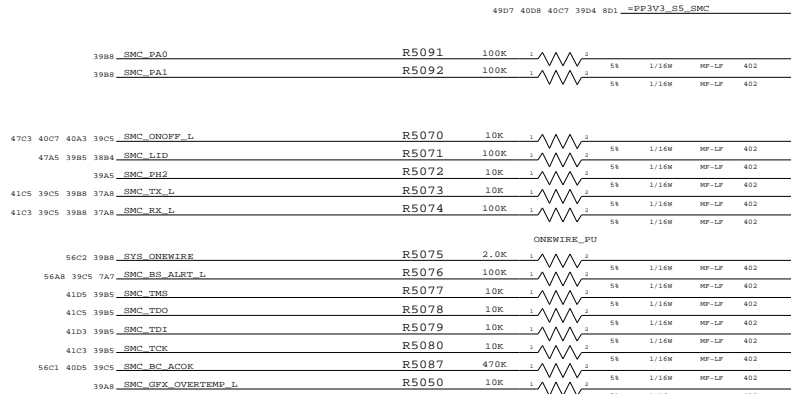 49D7 40D8 40C7 39D4 8D1 =PP3V3_S5_SMC
39B8 SMC_PA0 R5091 100K 1 2
5% 1/16W MF-LF 402
39B8 SMC_PA1 R5092 100K 1 2
5% 1/16W MF-LF 402
47C3 40C7 40A3 39C5 SMC_ONOFF_L R5070 10K 1 2
5% 1/16W MF-LF 402
47A5 39B5 38B4 SMC_LID R5071 100K 1 2
5% 1/16W MF-LF 402
39A5 SMC_PH2 R5072 10K 1 2
5% 1/16W MF-LF 402
41C5 39C5 39B8 37A8 SMC_TX_L R5073 10K 1 2
5% 1/16W MF-LF 402
41C3 39C5 39B8 37A8 SMC_RX_L R5074 100K 1 2
5% 1/16W MF-LF 402
ONEWIRE_PU
56C2 39B8 SYS_ONEWIRE R5075 2.0K 1 2
5% 1/16W MF-LF 402
56A8 39C5 7A7 SMC_BS_ALRT_L R5076 100K 1 2
5% 1/16W MF-LF 402
41D5 39B5 SMC_TMS R5077 10K 1 2
5% 1/16W MF-LF 402
41C5 39B5 SMC_TDO R5078 10K 1 2
5% 1/16W MF-LF 402
41D3 39B5 SMC_TDI R5079 10K 1 2
5% 1/16W MF-LF 402
41C3 39B5 SMC_TCK R5080 10K 1 2
5% 1/16W MF-LF 402
56C1 40D5 39C5 SMC_BC_ACOK R5087 470K 1 2
5% 1/16W MF-LF 402
39A8 SMC_GFX_OVERTEMP_L R5050 10K 1 2